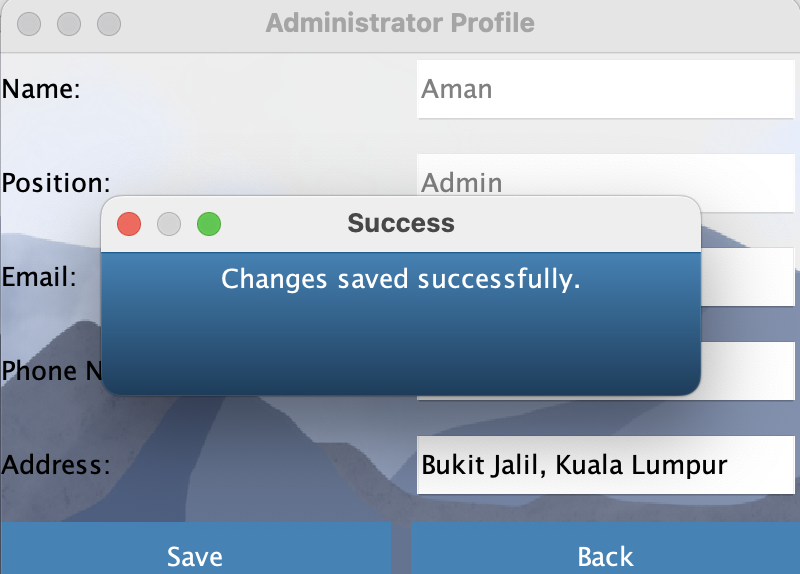 Administrator Profile
Name:
Aman
Position:
Admin
Success
Changes saved successfully.
Email:
Phone N
Address:
Bukit Jalil, Kuala Lumpur
Save
Back